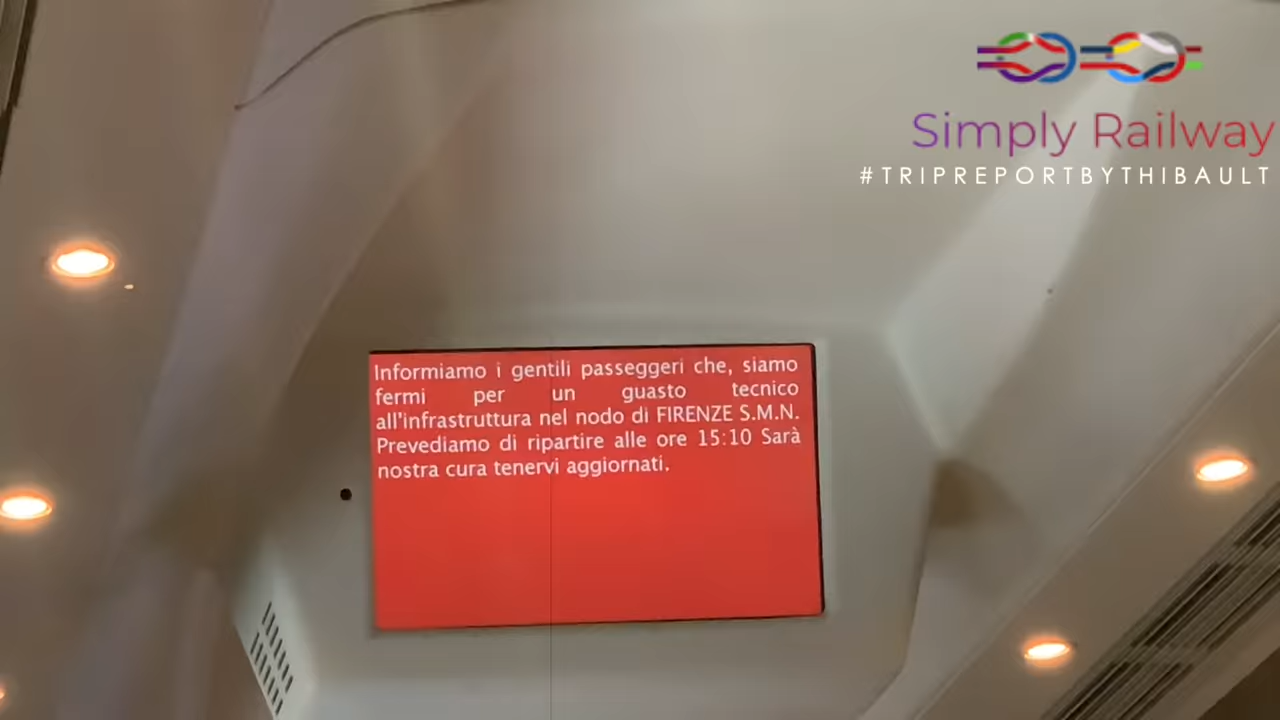 Simply Railway
#TRIPREPORTBYTHIBAULT
Informiamo i gentili passeggeri che, siamo
fermi per un guasto tecnico
all'infrastruttura nel nodo di FIRENZE S.M.N.
Prevediamo di ripartire alle ore 15:10 Sarà
nostra cura tenervi aggiornati.